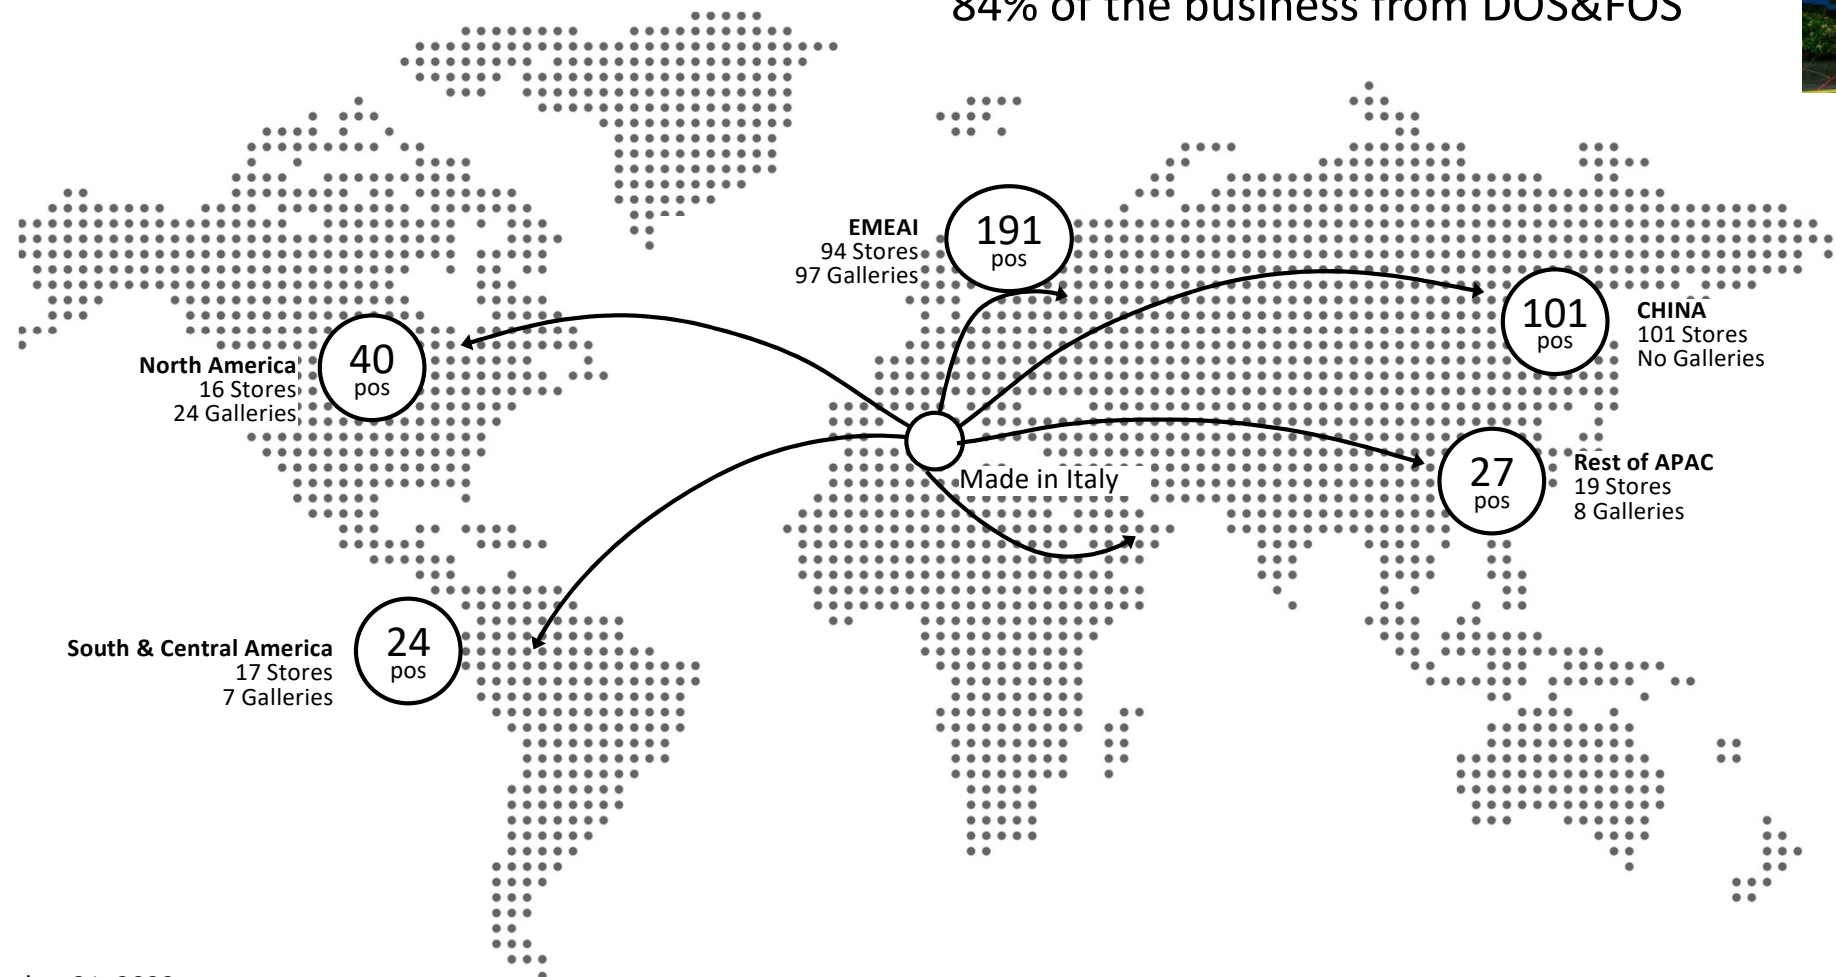 84% of the business from DOS&FOS
EMEAI
94 Stores
97 Galleries
191
pos
101
pos
CHINA
101 Stores
No Galleries
North America
16 Stores
24 Galleries
40
pos
27
pos
Rest of APAC
19 Stores
8 Galleries
Made in Italy
South & Central America
17 Stores
7 Galleries
24
pos